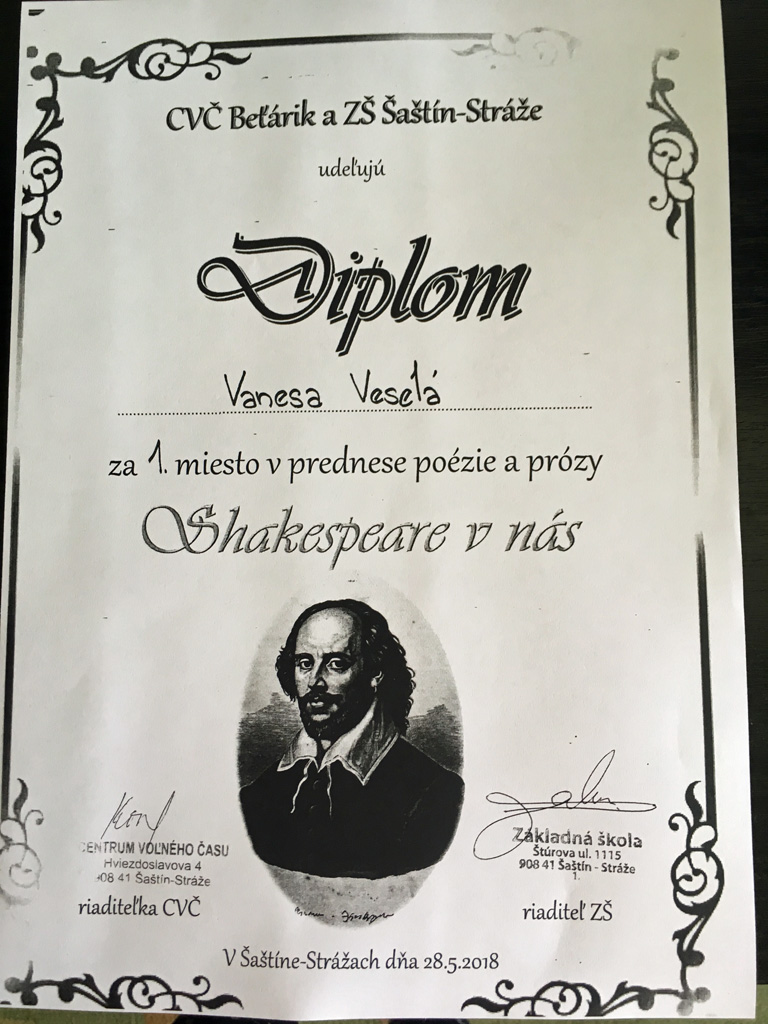 CVČ Beťárik a ZŠ Šaštín-Stráže
udeľujú
Diplom
Vanesa Veselá
za 1. miesto v prednese poézie a prózy
Shakespeare v nás
CENTRUM VOĽNÉHO ČASU
Hviezdoslavova 4
908 41 Šaštín-Stráže
riaditeľka CVČ
Základná škola
Štúrova ul. 1115
908 41 Šaštín - Stráže
1.
riaditeľ ZŠ
V Šaštíne-Strážach dňa 28.5.2018